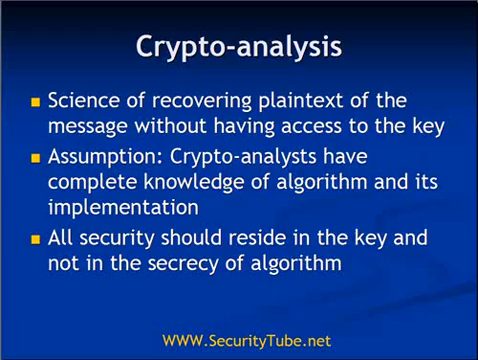 Crypto-analysis
Science of recovering plaintext of the
message without having access to the key
Assumption: Crypto-analysts have
complete knowledge of algorithm and its
implementation
All security should reside in the key and
not in the secrecy of algorithm
WWW.SecurityTube.net